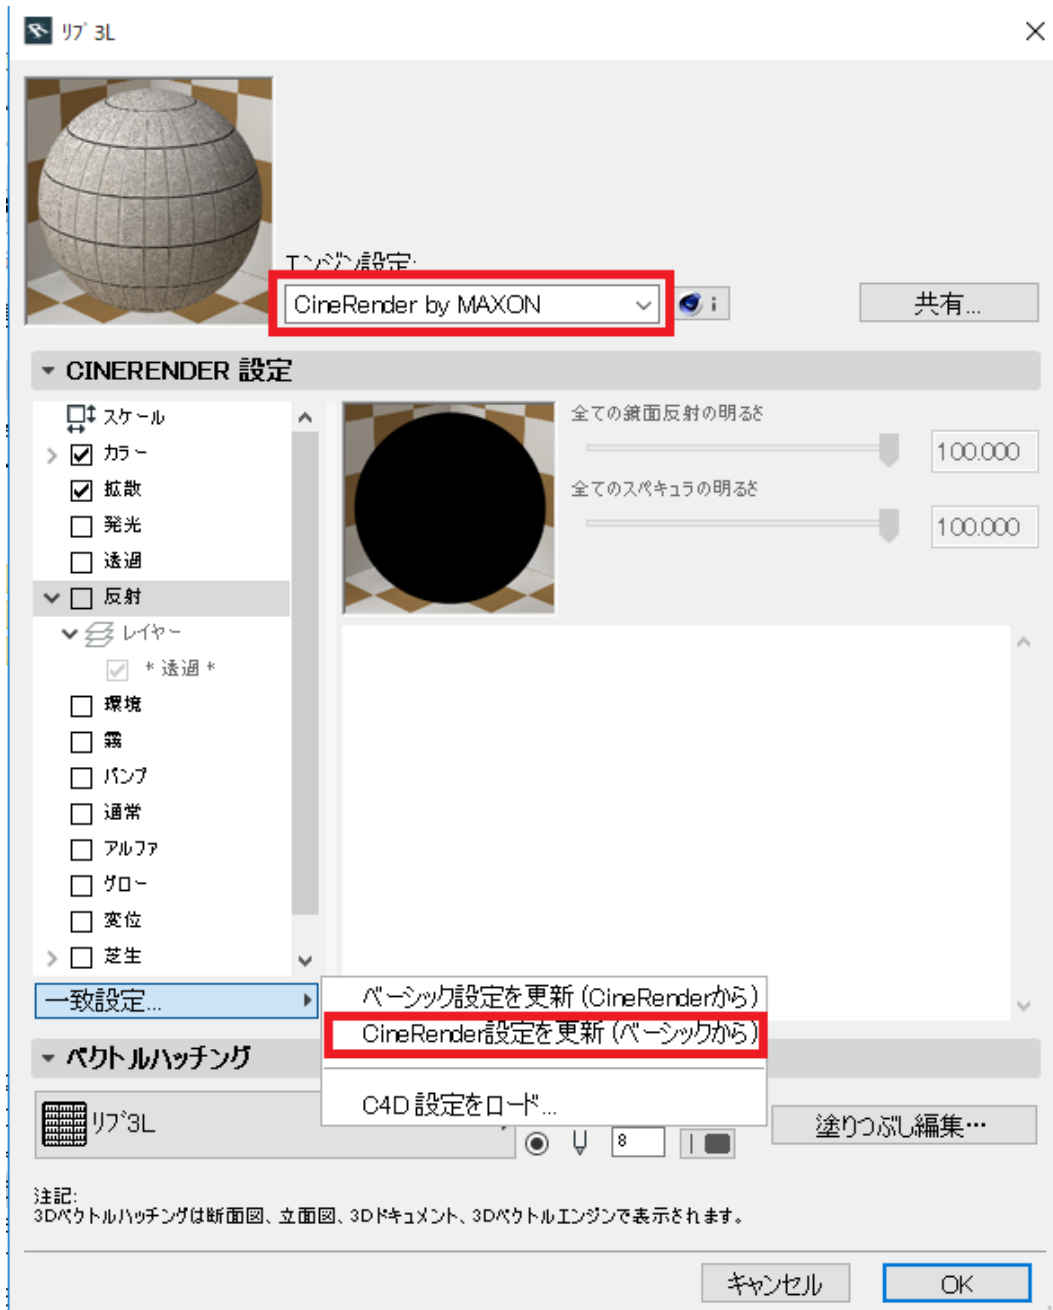 ﾘﾌﾞ 3L
エンジン設定:
CineRender by MAXON
共有...
CINERENDER 設定
スケール
カラー
拡散
発光
透過
反射
レイヤー
* 透過 *
環境
霧
バンプ
通常
アルファ
グロー
変位
芝生
全ての鏡面反射の明るさ
100.000
全てのスペキュラの明るさ
100.000
一致設定...
ベーシック設定を更新 (CineRenderから)
CineRender設定を更新 (ベーシックから)
C4D 設定をロード...
ベクトルハッチング
ﾘﾌﾞ3L
8
塗りつぶし編集...
注記:
3Dベクトルハッチングは断面図、立面図、3Dドキュメント、3Dベクトルエンジンで表示されます。
キャンセル
OK